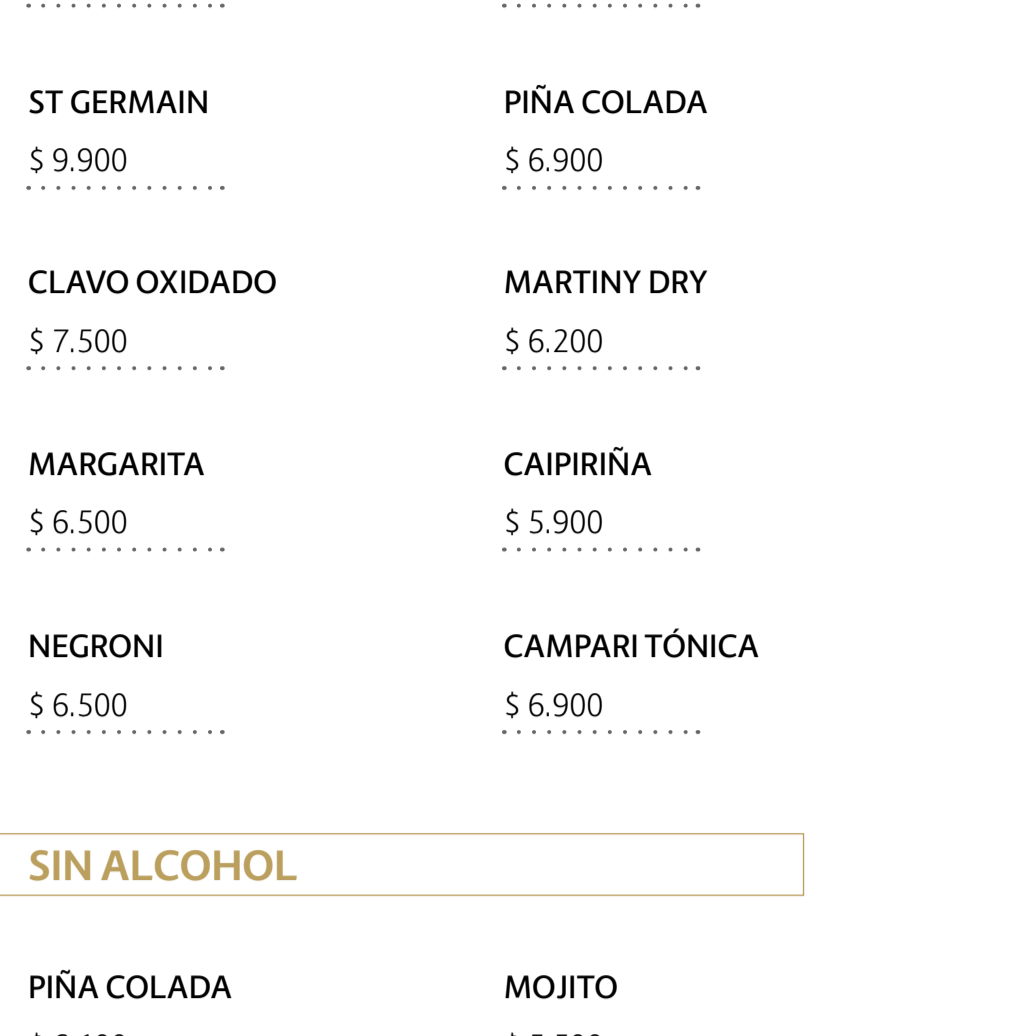 ST GERMAIN
$ 9.900
PIÑA COLADA
$ 6.900
CLAVO OXIDADO
$ 7.500
MARTINY DRY
$ 6.200
MARGARITA
$ 6.500
CAIPIRIÑA
$ 5.900
NEGRONI
$ 6.500
CAMPARI TÓNICA
$ 6.900
SIN ALCOHOL
PIÑA COLADA
MOJITO